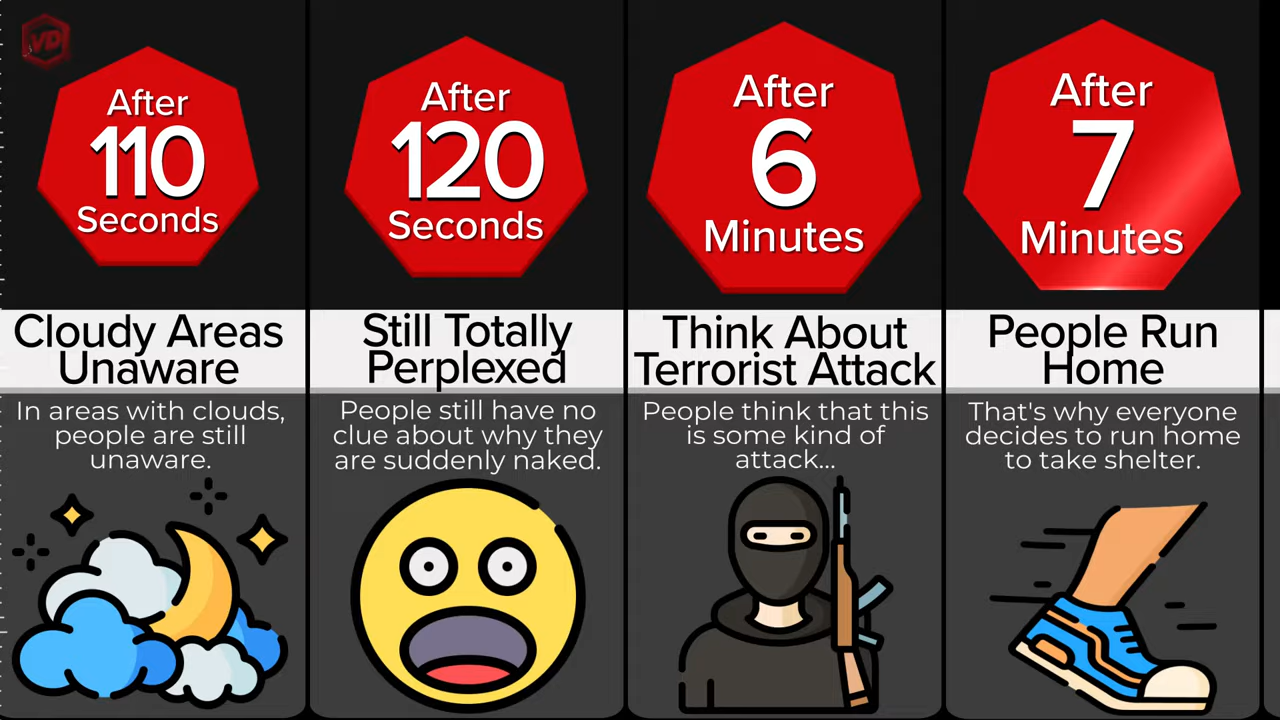 VD
After
110
Seconds
Cloudy Areas
Unaware
In areas with clouds,
people are still
unaware.
After
120
Seconds
Still Totally
Perplexed
People still have no
clue about why they
are suddenly naked.
After
6
Minutes
Think About
Terrorist Attack
People think that this
is some kind of
attack...
After
7
Minutes
People Run
Home
That's why everyone
decides to run home
to take shelter.